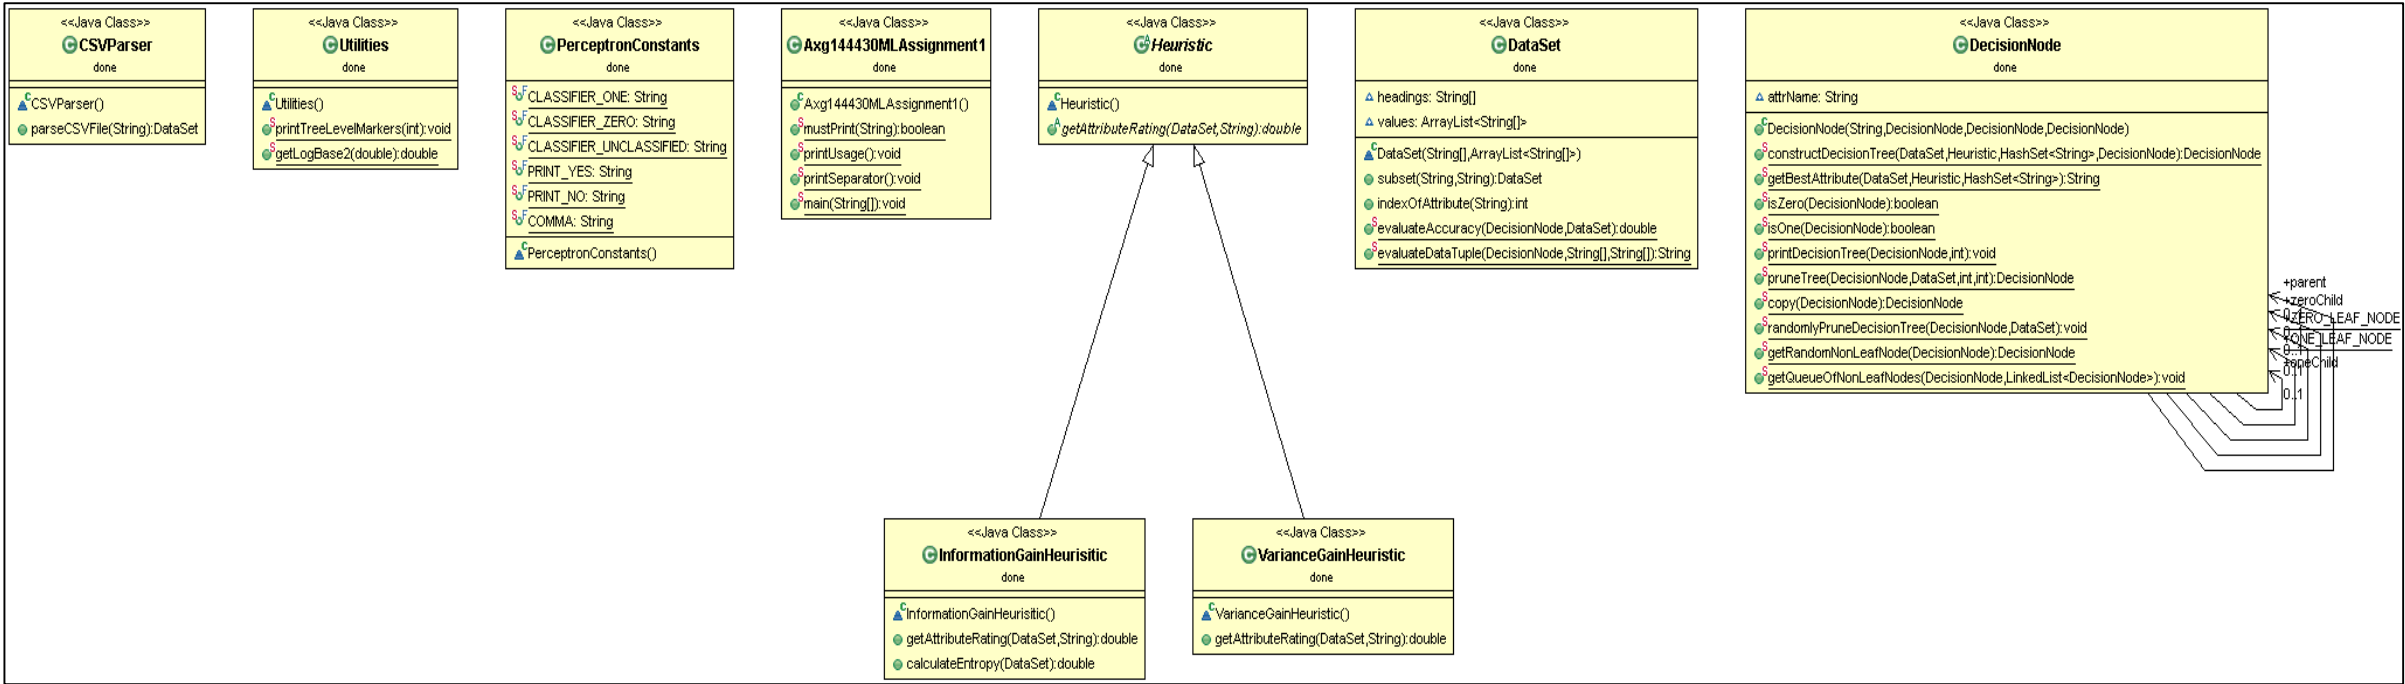 <<Java Class>>
CSVParser
done
CSVParser()
parseCSVFile(String):DataSet
<<Java Class>>
Utilities
done
Utilities()
printTreeLevelMarkers(int):void
getLogBase2(double):double
<<Java Class>>
PerceptronConstants
done
CLASSIFIER_ONE: String
CLASSIFIER_ZERO: String
CLASSIFIER_UNCLASSIFIED: String
PRINT_YES: String
PRINT_NO: String
COMMA: String
PerceptronConstants()
<<Java Class>>
Axg144430MLAssignment1
done
Axg144430MLAssignment1()
mustPrint(String):boolean
printUsage():void
printSeparator():void
main(String[]):void
<<Java Class>>
Heuristic
done
Heuristic()
getAttributeRating(DataSet,String):double
<<Java Class>>
DataSet
done
headings: String[]
values: ArrayList<String[]>
DataSet(String[],ArrayList<String[]>)
subset(String,String):DataSet
indexOfAttribute(String):int
evaluateAccuracy(DecisionNode,DataSet):double
evaluateDataTuple(DecisionNode,String[],String[]):String
<<Java Class>>
DecisionNode
done
attrName: String
DecisionNode(String,DecisionNode,DecisionNode,DecisionNode)
constructDecisionTree(DataSet,Heuristic,HashSet<String>,DecisionNode):DecisionNode
getBestAttribute(DataSet,Heuristic,HashSet<String>):String
isZero(DecisionNode):boolean
isOne(DecisionNode):boolean
printDecisionTree(DecisionNode,int):void
pruneTree(DecisionNode,DataSet,int,int):DecisionNode
copy(DecisionNode):DecisionNode
randomlyPruneDecisionTree(DecisionNode,DataSet):void
getRandomNonLeafNode(DecisionNode):DecisionNode
getQueueOfNonLeafNodes(DecisionNode,LinkedList<DecisionNode>):void
+parent
+zeroChild
0..1
+ZERO_LEAF_NODE
0..1
+ONE_LEAF_NODE
0..1
+oneChild
0..1
0..1
<<Java Class>>
InformationGainHeurisitic
done
InformationGainHeurisitic()
getAttributeRating(DataSet,String):double
calculateEntropy(DataSet):double
<<Java Class>>
VarianceGainHeuristic
done
VarianceGainHeuristic()
getAttributeRating(DataSet,String):double